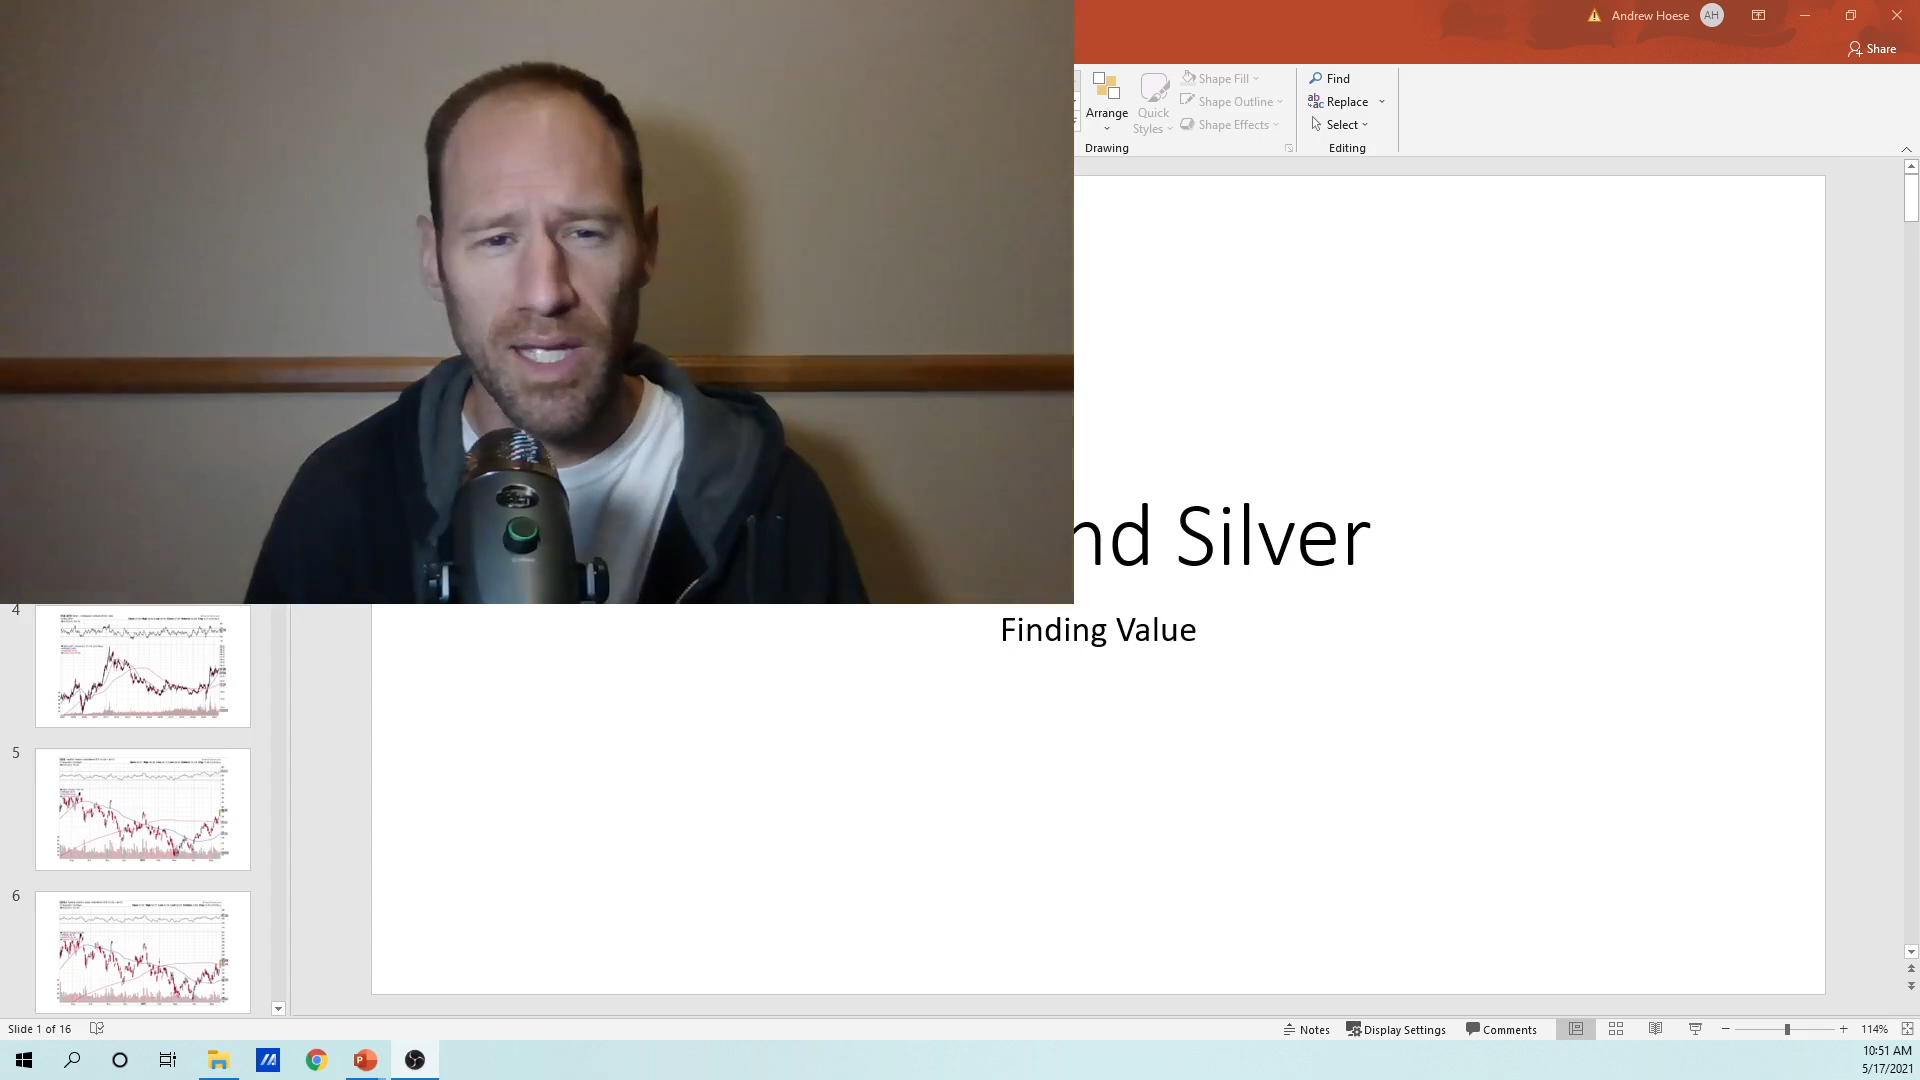 Andrew Hoese
AH
Share
Arrange
Quick
Styles
Shape Fill
Shape Outline
Shape Effects
Drawing
Find
Replace
Select
Editing
nd Silver
Finding Value
4
5
6
Slide 1 of 16
Notes
Display Settings
Comments
114%
10:51 AM
5/17/2021